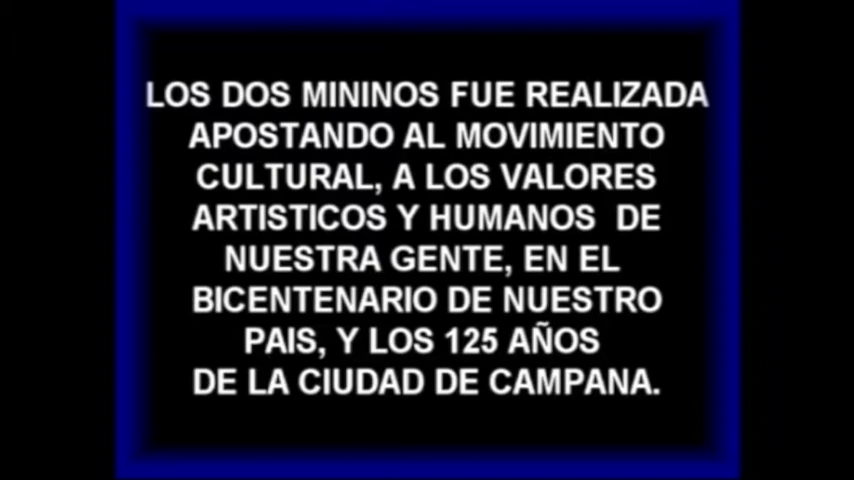 LOS DOS MININOS FUE REALIZADA
APOSTANDO AL MOVIMIENTO
CULTURAL, A LOS VALORES
ARTISTICOS Y HUMANOS DE
NUESTRA GENTE, EN EL
BICENTENARIO DE NUESTRO
PAIS, Y LOS 125 AÑOS
DE LA CIUDAD DE CAMPANA.